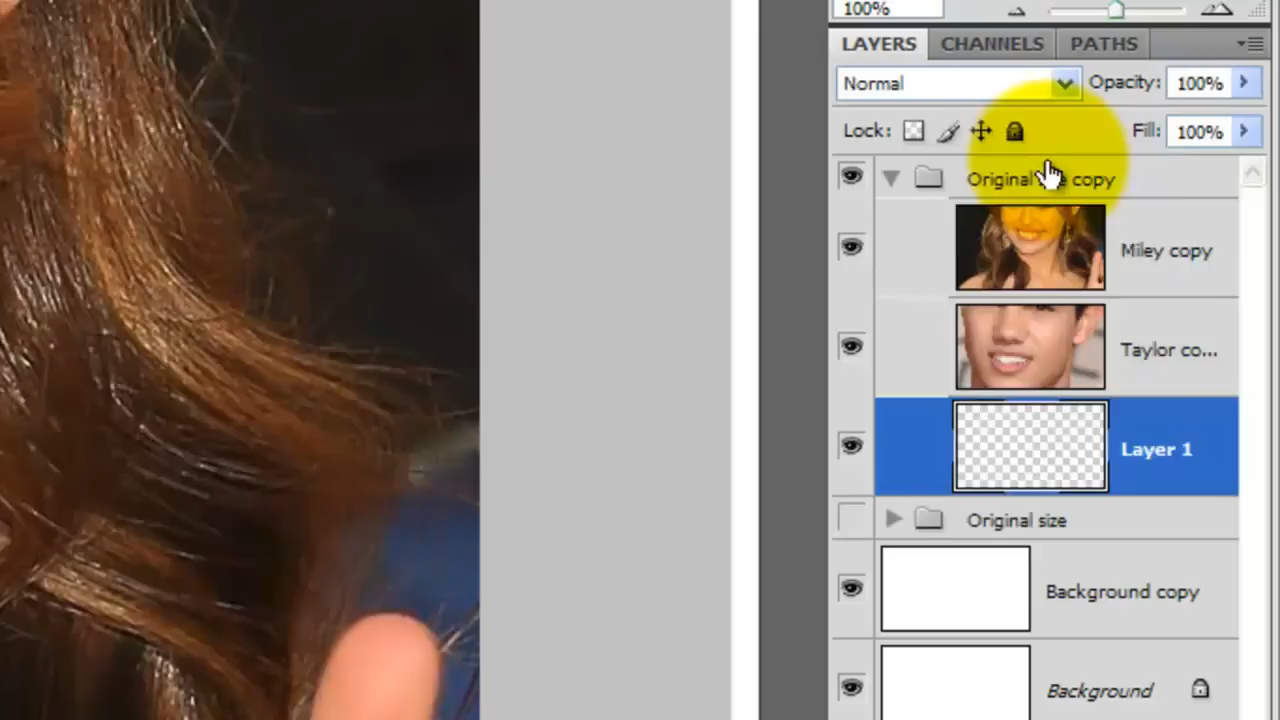 100%
LAYERS CHANNELS PATHS
Normal Opacity: 100%
Lock: Fill: 100%
Original copy
Miley copy
Taylor co...
Layer 1
Original size
Background copy
Background